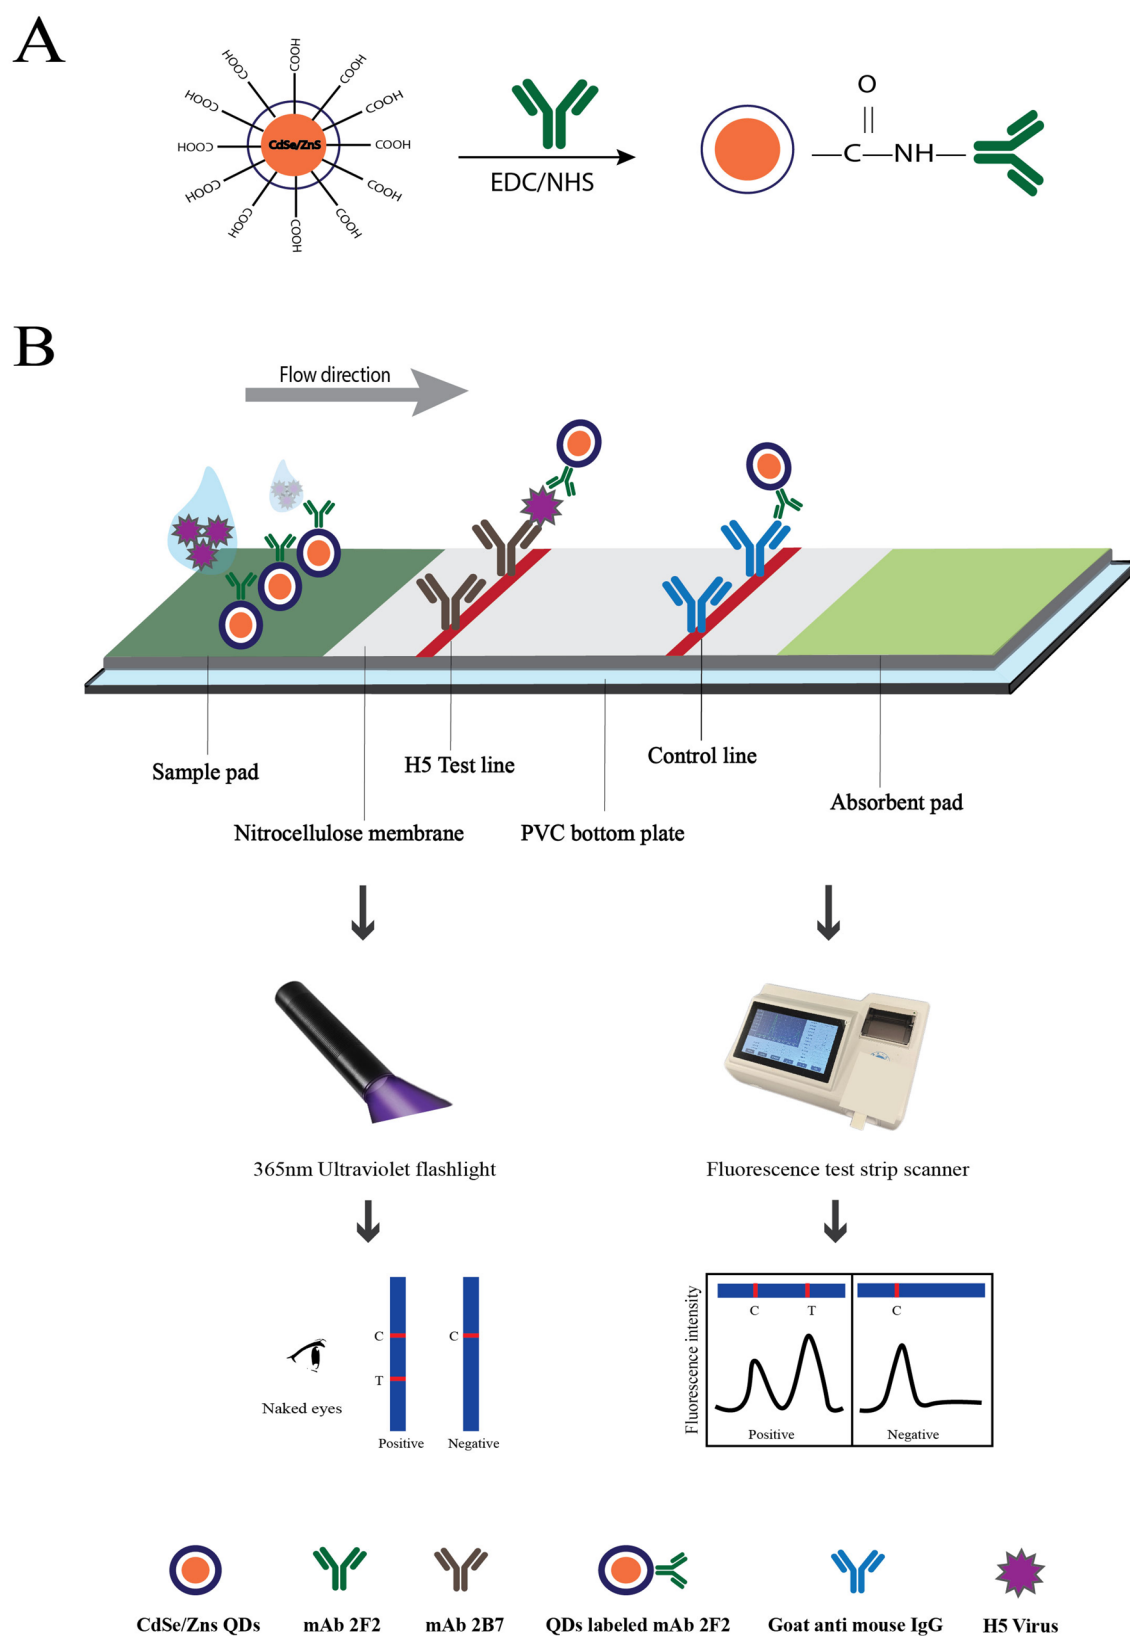 A
COOH
COOH
COOH
COOH
COOH
COOH
COOH
COOH
COOH
COOH
COOH
COOH
CdSe/ZnS
EDC/NHS
O
C
NH
B
Flow direction
Sample pad
H5 Test line
Control line
Absorbent pad
Nitrocellulose membrane
PVC bottom plate
365nm Ultraviolet flashlight
Fluorescence test strip scanner
Naked eyes
C
T
Positive
C
Negative
Fluorescence intensity
C
T
Positive
C
Negative
CdSe/Zns QDs
mAb 2F2
mAb 2B7
QDs labeled mAb 2F2
Goat anti mouse IgG
H5 Virus